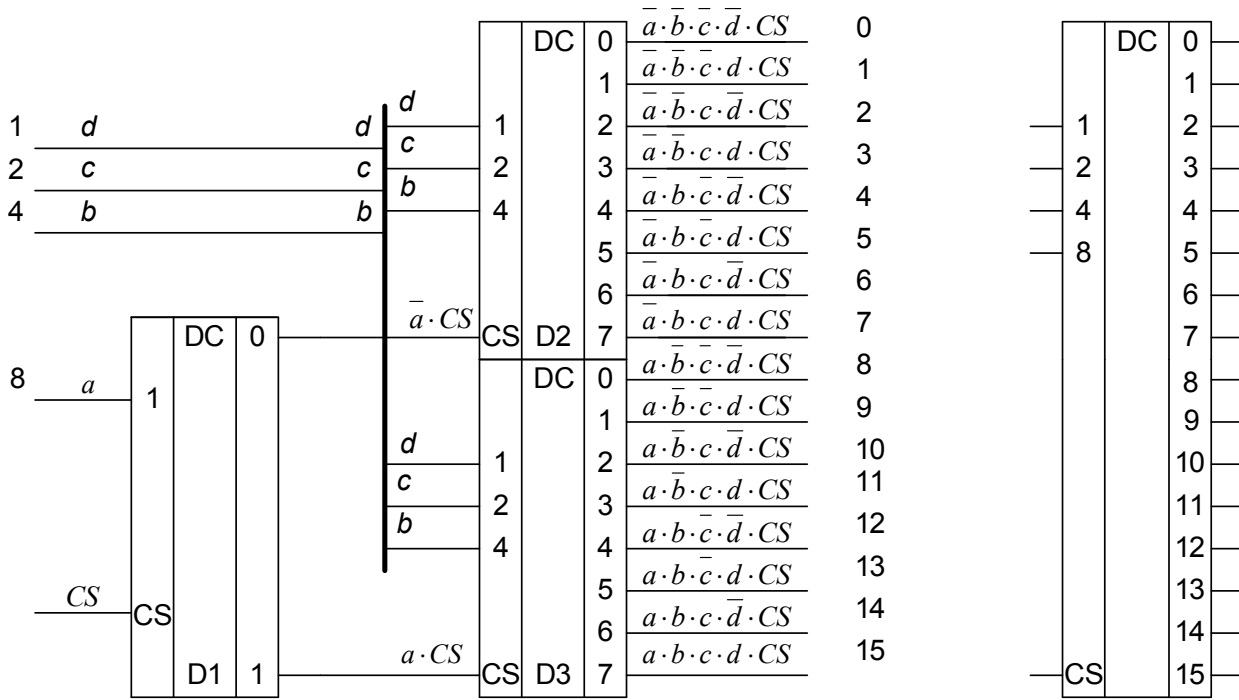 DC 0 a̅·b̅·c̅·d̅·CS 0 DC 0
1 a̅·b̅·c̅·d·CS 1 1
1 d d d 1 2 a̅·b̅·c·d̅·CS 2 1 2
2 c c c 2 3 a̅·b̅·c·d·CS 3 2 3
4 b b b 4 4 a̅·b·c̅·d̅·CS 4 4 4
5 a̅·b·c̅·d·CS 5 8 5
6 a̅·b·c·d̅·CS 6 6
DC 0 a̅·CS CS D2 7 a̅·b·c·d·CS 7 7
8 a 1 DC 0 a·b̅·c̅·d̅·CS 8 8
1 a·b̅·c̅·d·CS 9 9
d 1 2 a·b̅·c·d̅·CS 10 10
c 2 3 a·b̅·c·d·CS 11 11
b 4 4 a·b·c̅·d̅·CS 12 12
CS CS 5 a·b·c̅·d·CS 13 13
6 a·b·c·d̅·CS 14 14
D1 1 a·CS CS D3 7 a·b·c·d·CS 15 CS 15